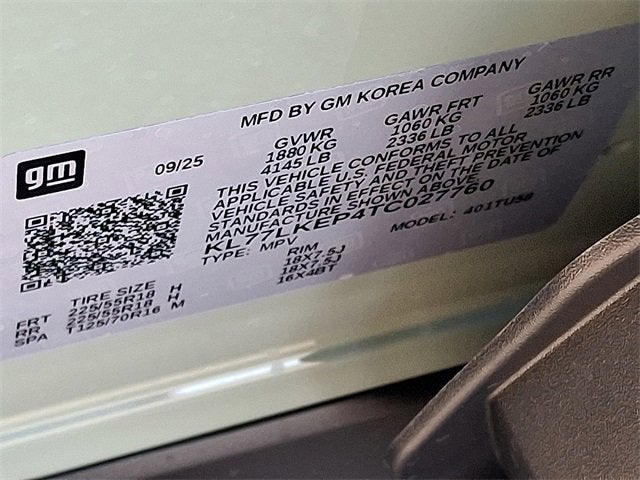 MFD BY GM KOREA COMPANY
gm
09/25
GVWR GAWR FRT GAWR RR
1880 KG 1060 KG 1060 KG
4145 LB 2336 LB 2336 LB
THIS VEHICLE CONFORMS TO ALL
APPLICABLE U.S. FEDERAL MOTOR
VEHICLE SAFETY AND THEFT PREVENTION
STANDARDS IN EFFECT ON THE DATE OF
MANUFACTURE SHOWN ABOVE.
KL77LKEP4TC027760
TYPE: MPV MODEL: 401TU58
TIRE SIZE RIM
FRT 225/55R18 H 18X7.5J
RR 225/55R18 H 18X7.5J
SPA T125/70R16 M 16X4BT